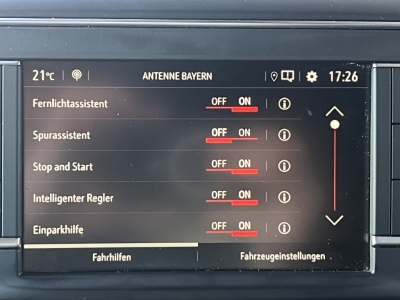 21°C ANTENNE BAYERN 17:26
Fernlichtassistent OFF ON
Spurassistent OFF ON
Stop and Start OFF ON
Intelligenter Regler OFF ON
Einparkhilfe OFF ON
Fahrhilfen Fahrzeugeinstellungen